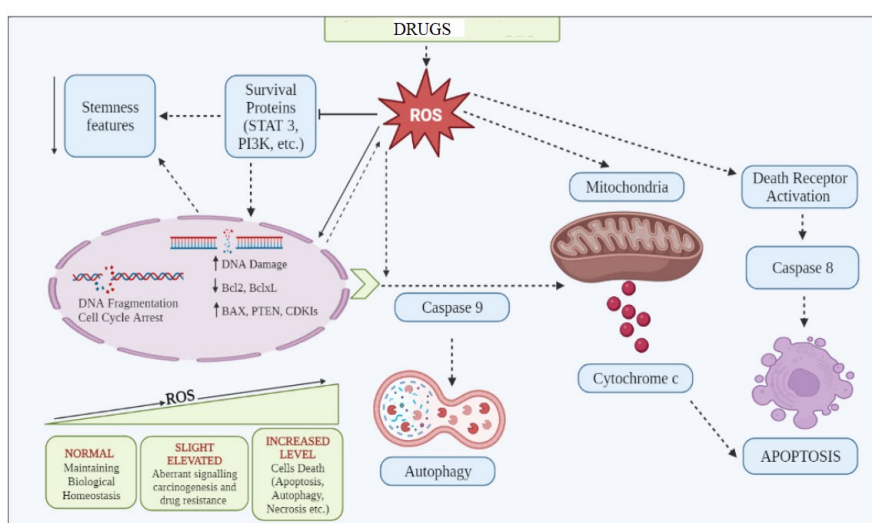 DRUGS
Stemness
features
Survival
Proteins
(STAT 3,
PI3K, etc.)
ROS
Mitochondria
Death Receptor
Activation
DNA Damage
Bcl2, BclxL
BAX, PTEN, CDKIs
DNA Fragmentation
Cell Cycle Arrest
Caspase 9
Caspase 8
Cytochrome c
Autophagy
APOPTOSIS
ROS
NORMAL
Maintaining
Biological
Homeostasis
SLIGHT
ELEVATED
Aberrant signalling
carcinogenesis and
drug resistance
INCREASED
LEVEL
Cells Death
(Apoptosis,
Autophagy,
Necrosis etc.)